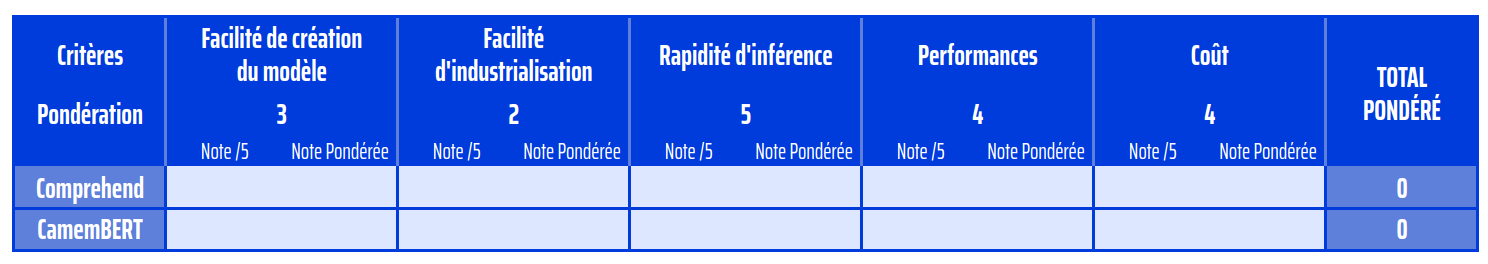 Critères
Facilité de création
du modèle
Facilité
d'industrialisation
Rapidité d'inférence
Performances
Coût
TOTAL
PONDÉRÉ
Pondération
3
2
5
4
4
Note /5 Note Pondérée
Note /5 Note Pondérée
Note /5 Note Pondérée
Note /5 Note Pondérée
Note /5 Note Pondérée
Comprehend 0
CamemBERT 0